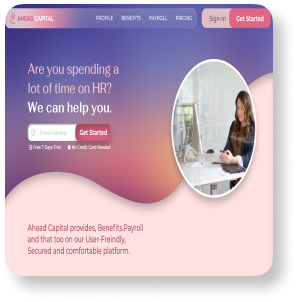 AHEAD CAPITAL PROFILE BENEFITS PAYROLL PRICING Sign-in Get Started
Are you spending a
lot of time on HR?
We can help you.
Email Address Get Started
Free 7 Days Trial No Credit Card Needed
Ahead Capital provides, Benefits,Payroll
and that too on our User-Freindly,
Secured and comfortable platform.